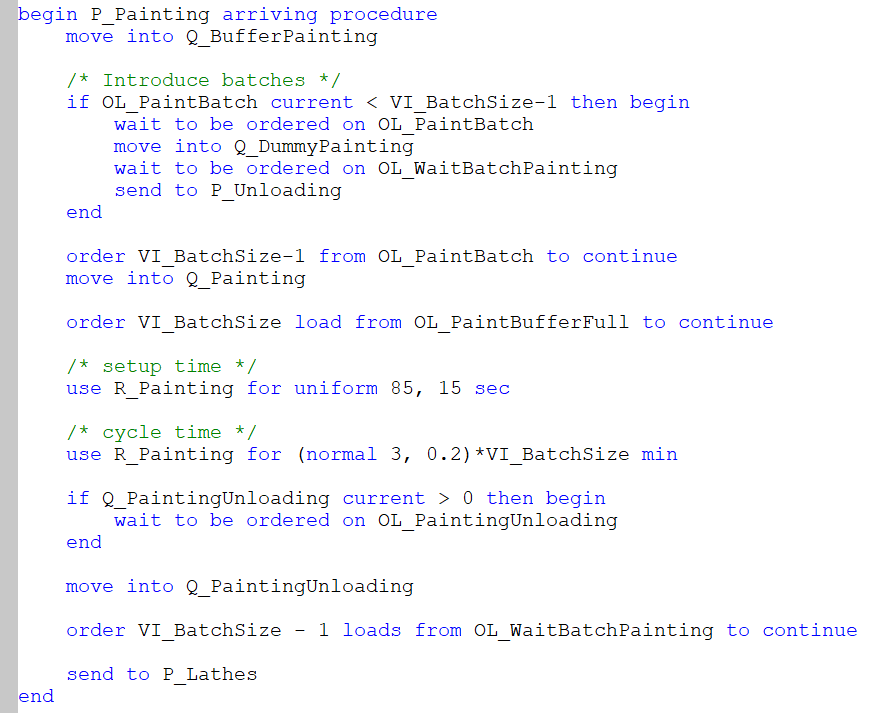 begin P_Painting arriving procedure
move into Q_BufferPainting
/* Introduce batches */
if OL_PaintBatch current < VI_BatchSize-1 then begin
wait to be ordered on OL_PaintBatch
move into Q_DummyPainting
wait to be ordered on OL_WaitBatchPainting
send to P_Unloading
end
order VI_BatchSize-1 from OL_PaintBatch to continue
move into Q_Painting
order VI_BatchSize load from OL_PaintBufferFull to continue
/* setup time */
use R_Painting for uniform 85, 15 sec
/* cycle time */
use R_Painting for (normal 3, 0.2)*VI_BatchSize min
if Q_PaintingUnloading current > 0 then begin
wait to be ordered on OL_PaintingUnloading
end
move into Q_PaintingUnloading
order VI_BatchSize - 1 loads from OL_WaitBatchPainting to continue
send to P_Lathes
end